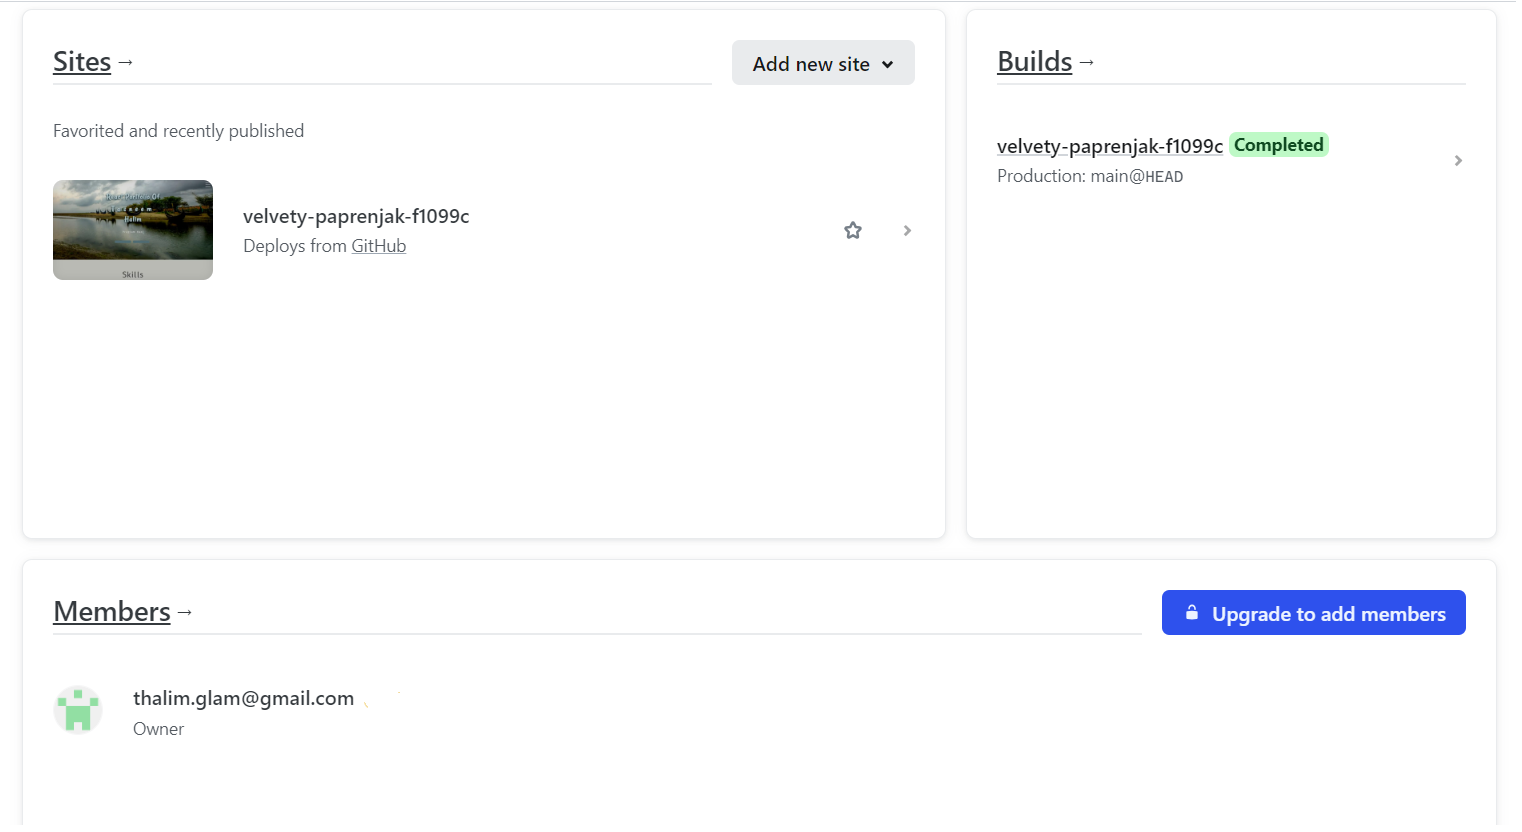 Sites →
Add new site
Favorited and recently published
Halim
Skills
velvety-paprenjak-f1099c
Deploys from GitHub
Builds →
velvety-paprenjak-f1099c Completed
Production: main@HEAD
Members →
Upgrade to add members
thalim.glam@gmail.com
Owner